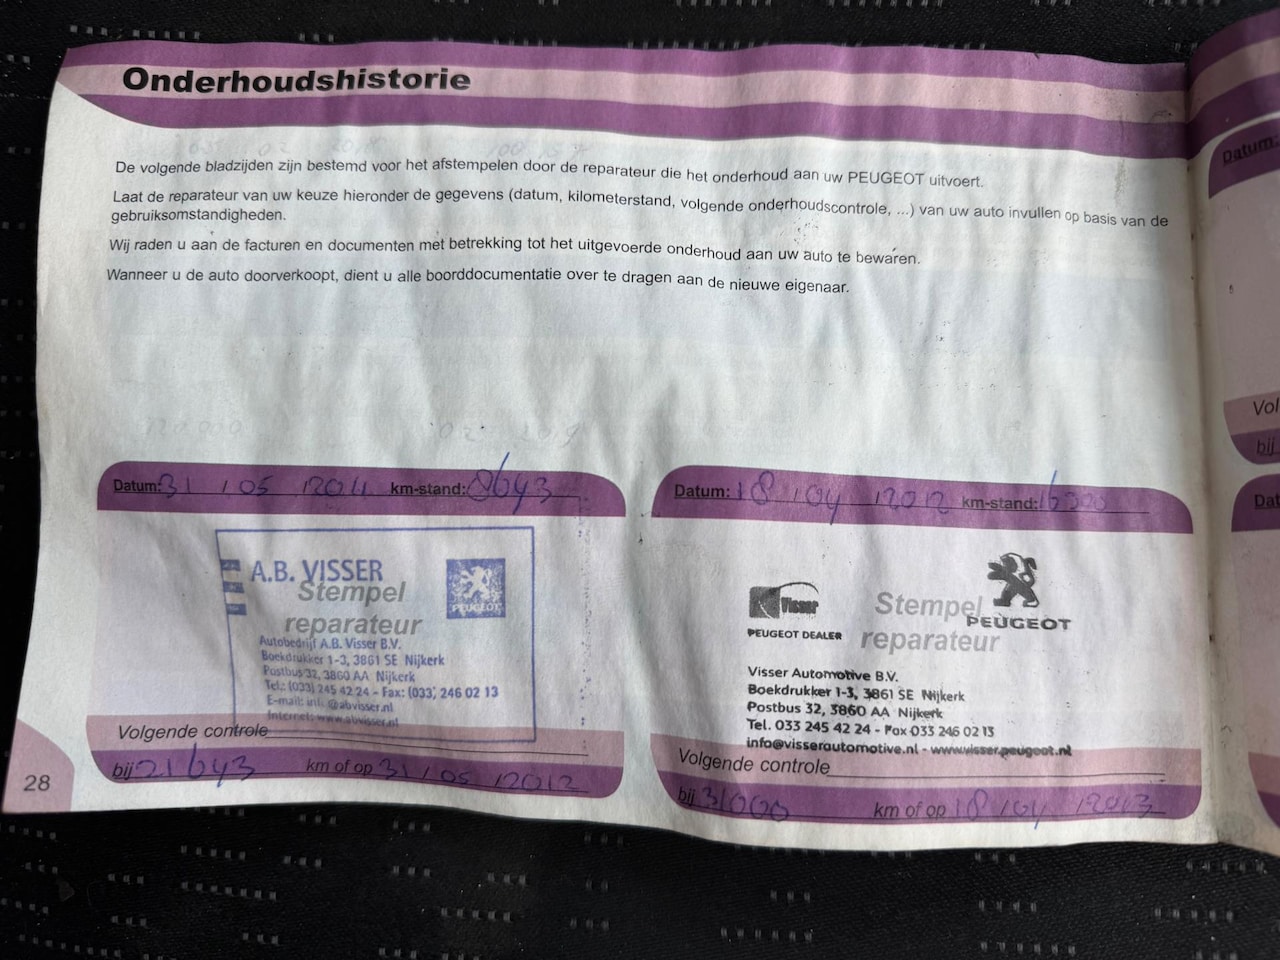 Onderhoudshistorie
De volgende bladzijden zijn bestemd voor het afstempelen door de reparateur die het onderhoud aan uw PEUGEOT uitvoert.
Laat de reparateur van uw keuze hieronder de gegevens (datum, kilometerstand, volgende onderhoudscontrole, ...) van uw auto invullen op basis van de
gebruiksomstandigheden.
Wij raden u aan de facturen en documenten met betrekking tot het uitgevoerde onderhoud aan uw auto te bewaren.
Wanneer u de auto doorverkoopt, dient u alle boorddocumentatie over te dragen aan de nieuwe eigenaar.
Datum: 31 / 05 / 2011 km-stand: 8643
A.B. VISSER
PEUGEOT
Stempel
reparateur
Autobedrijf A.B. Visser B.V.
Boekdrukker 1-3, 3861 SE Nijkerk
Postbus 32, 3860 AA Nijkerk
Tel.: (033) 245 42 24 - Fax: (033) 246 02 13
E-mail: info@abvisser.nl
Internet: www.abvisser.nl
Volgende controle
bij 21643 km of op 31 / 05 / 2012
28
Datum: 18 / 04 / 2012 km-stand: 16000
Visser
PEUGEOT DEALER
Stempel
reparateur
PEUGEOT
Visser Automotive B.V.
Boekdrukker 1-3, 3861 SE Nijkerk
Postbus 32, 3860 AA Nijkerk
Tel. 033 245 42 24 - Fax 033 246 02 13
info@visserautomotive.nl - www.visser.peugeot.nl
Volgende controle
bij 31000 km of op 18 / 04 / 2013
Datum:
Vol
bij
Dat